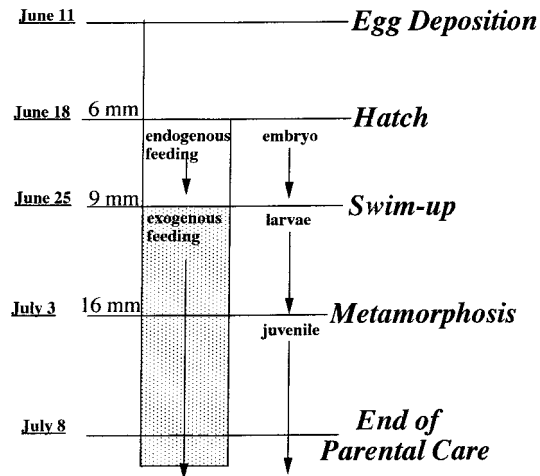 June 11 Egg Deposition
June 18 6 mm Hatch
endogenous embryo
feeding
June 25 9 mm Swim-up
exogenous larvae
feeding
July 3 16 mm Metamorphosis
juvenile
July 8 End of
Parental Care